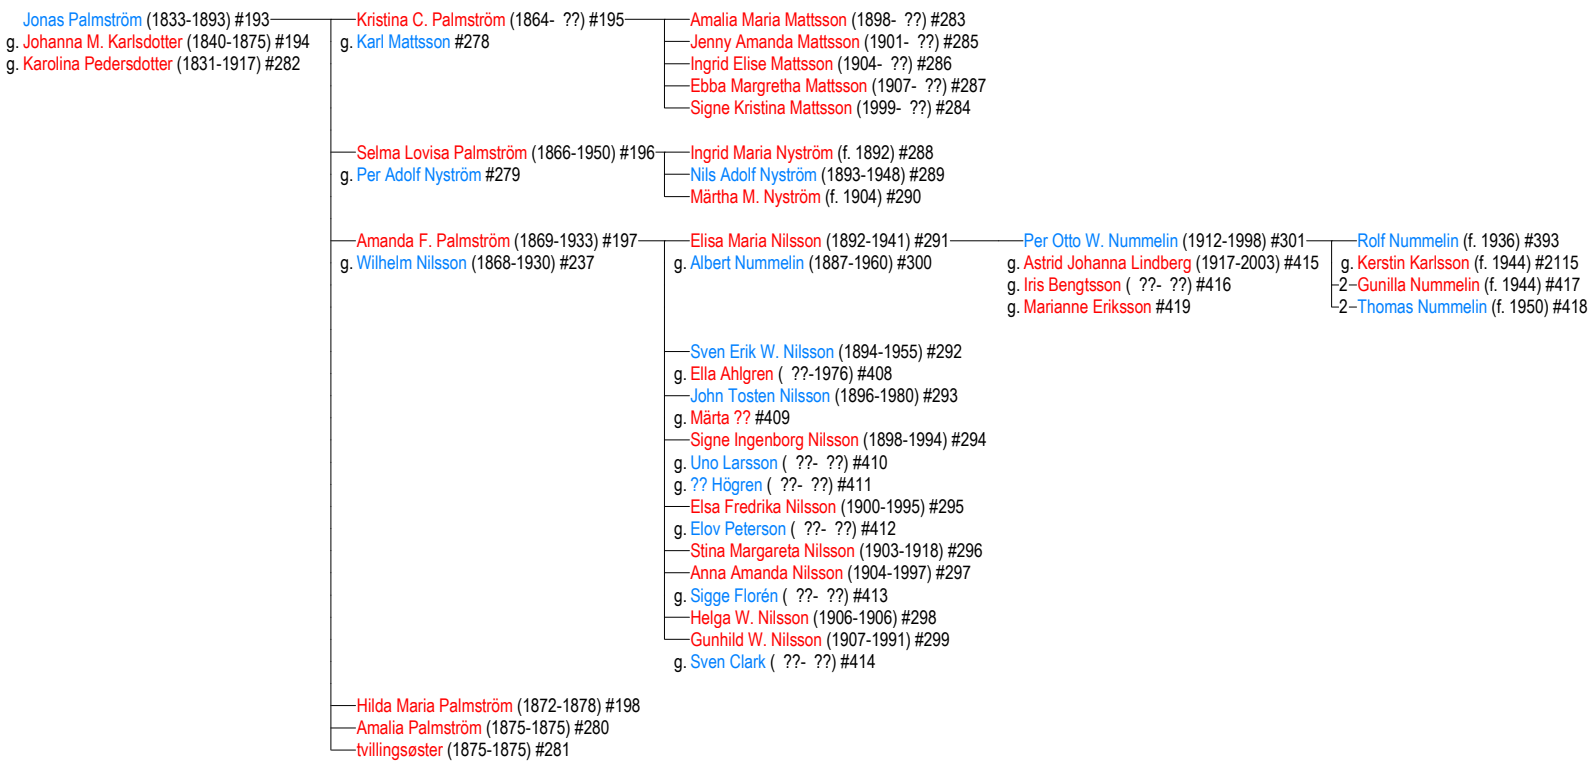 Jonas Palmström (1833-1893) #193
g. Johanna M. Karlsdotter (1840-1875) #194
g. Karolina Pedersdotter (1831-1917) #282
Kristina C. Palmström (1864- ??) #195
g. Karl Mattsson #278
Amalia Maria Mattsson (1898- ??) #283
Jenny Amanda Mattsson (1901- ??) #285
Ingrid Elise Mattsson (1904- ??) #286
Ebba Margretha Mattsson (1907- ??) #287
Signe Kristina Mattsson (1999- ??) #284
Selma Lovisa Palmström (1866-1950) #196
g. Per Adolf Nyström #279
Ingrid Maria Nyström (f. 1892) #288
Nils Adolf Nyström (1893-1948) #289
Märtha M. Nyström (f. 1904) #290
Amanda F. Palmström (1869-1933) #197
g. Wilhelm Nilsson (1868-1930) #237
Elisa Maria Nilsson (1892-1941) #291
g. Albert Nummelin (1887-1960) #300
Per Otto W. Nummelin (1912-1998) #301
g. Astrid Johanna Lindberg (1917-2003) #415
g. Iris Bengtsson ( ??- ??) #416
g. Marianne Eriksson #419
Rolf Nummelin (f. 1936) #393
g. Kerstin Karlsson (f. 1944) #2115
2 Gunilla Nummelin (f. 1944) #417
2 Thomas Nummelin (f. 1950) #418
Sven Erik W. Nilsson (1894-1955) #292
g. Ella Ahlgren ( ??-1976) #408
John Tosten Nilsson (1896-1980) #293
g. Märta ?? #409
Signe Ingenborg Nilsson (1898-1994) #294
g. Uno Larsson ( ??- ??) #410
g. ?? Högren ( ??- ??) #411
Elsa Fredrika Nilsson (1900-1995) #295
g. Elov Peterson ( ??- ??) #412
Stina Margareta Nilsson (1903-1918) #296
Anna Amanda Nilsson (1904-1997) #297
g. Sigge Florén ( ??- ??) #413
Helga W. Nilsson (1906-1906) #298
Gunhild W. Nilsson (1907-1991) #299
g. Sven Clark ( ??- ??) #414
Hilda Maria Palmström (1872-1878) #198
Amalia Palmström (1875-1875) #280
tvillingsøster (1875-1875) #281